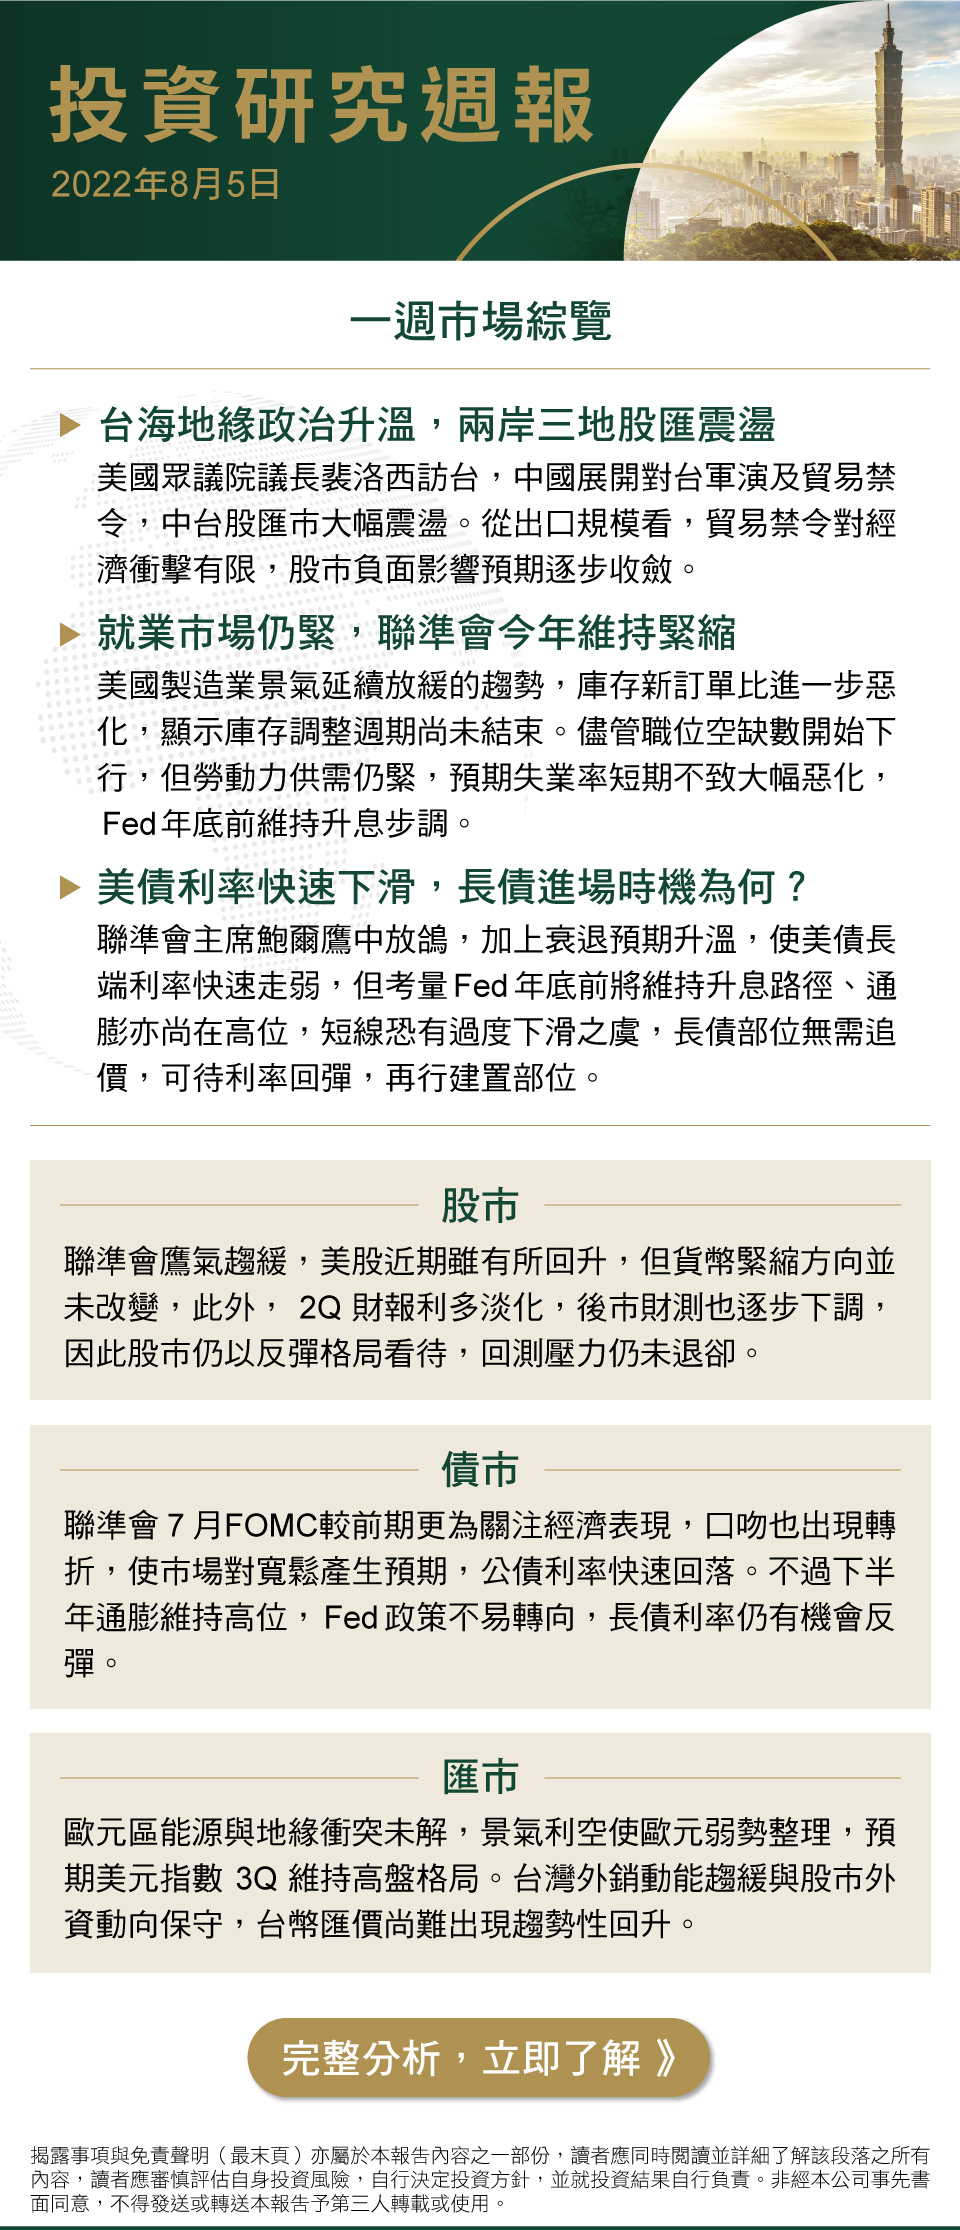 投資研究週報
2022年8月5日
一週市場綜覽
台海地緣政治升溫，兩岸三地股匯震盪
美國眾議院議長裴洛西訪台，中國展開對台軍演及貿易禁
令，中台股匯市大幅震盪。從出口規模看，貿易禁令對經
濟衝擊有限，股市負面影響預期逐步收斂。
就業市場仍緊，聯準會今年維持緊縮
美國製造業景氣延續放緩的趨勢，庫存新訂單比進一步惡
化，顯示庫存調整週期尚未結束。儘管職位空缺數開始下
行，但勞動力供需仍緊，預期失業率短期不致大幅惡化，
Fed年底前維持升息步調。
美債利率快速下滑，長債進場時機為何？
聯準會主席鮑爾鷹中放鴿，加上衰退預期升溫，使美債長
端利率快速走弱，但考量Fed年底前將維持升息路徑、通
膨亦尚在高位，短線恐有過度下滑之虞，長債部位無需追
價，可待利率回彈，再行建置部位。
股市
聯準會鷹氣趨緩，美股近期雖有所回升，但貨幣緊縮方向並
未改變，此外， 2Q 財報利多淡化，後市財測也逐步下調，
因此股市仍以反彈格局看待，回測壓力仍未退卻。
債市
聯準會 7 月FOMC較前期更為關注經濟表現，口吻也出現轉
折，使市場對寬鬆產生預期，公債利率快速回落。不過下半
年通膨維持高位， Fed政策不易轉向，長債利率仍有機會反
彈。
匯市
歐元區能源與地緣衝突未解，景氣利空使歐元弱勢整理，預
期美元指數 3Q 維持高盤格局。台灣外銷動能趨緩與股市外
資動向保守，台幣匯價尚難出現趨勢性回升。
完整分析，立即了解 》
揭露事項與免責聲明（最末頁）亦屬於本報告內容之一部份，讀者應同時閱讀並詳細了解該段落之所有
內容，讀者應審慎評估自身投資風險，自行決定投資方針，並就投資結果自行負責。非經本公司事先書
面同意，不得發送或轉送本報告予第三人轉載或使用。